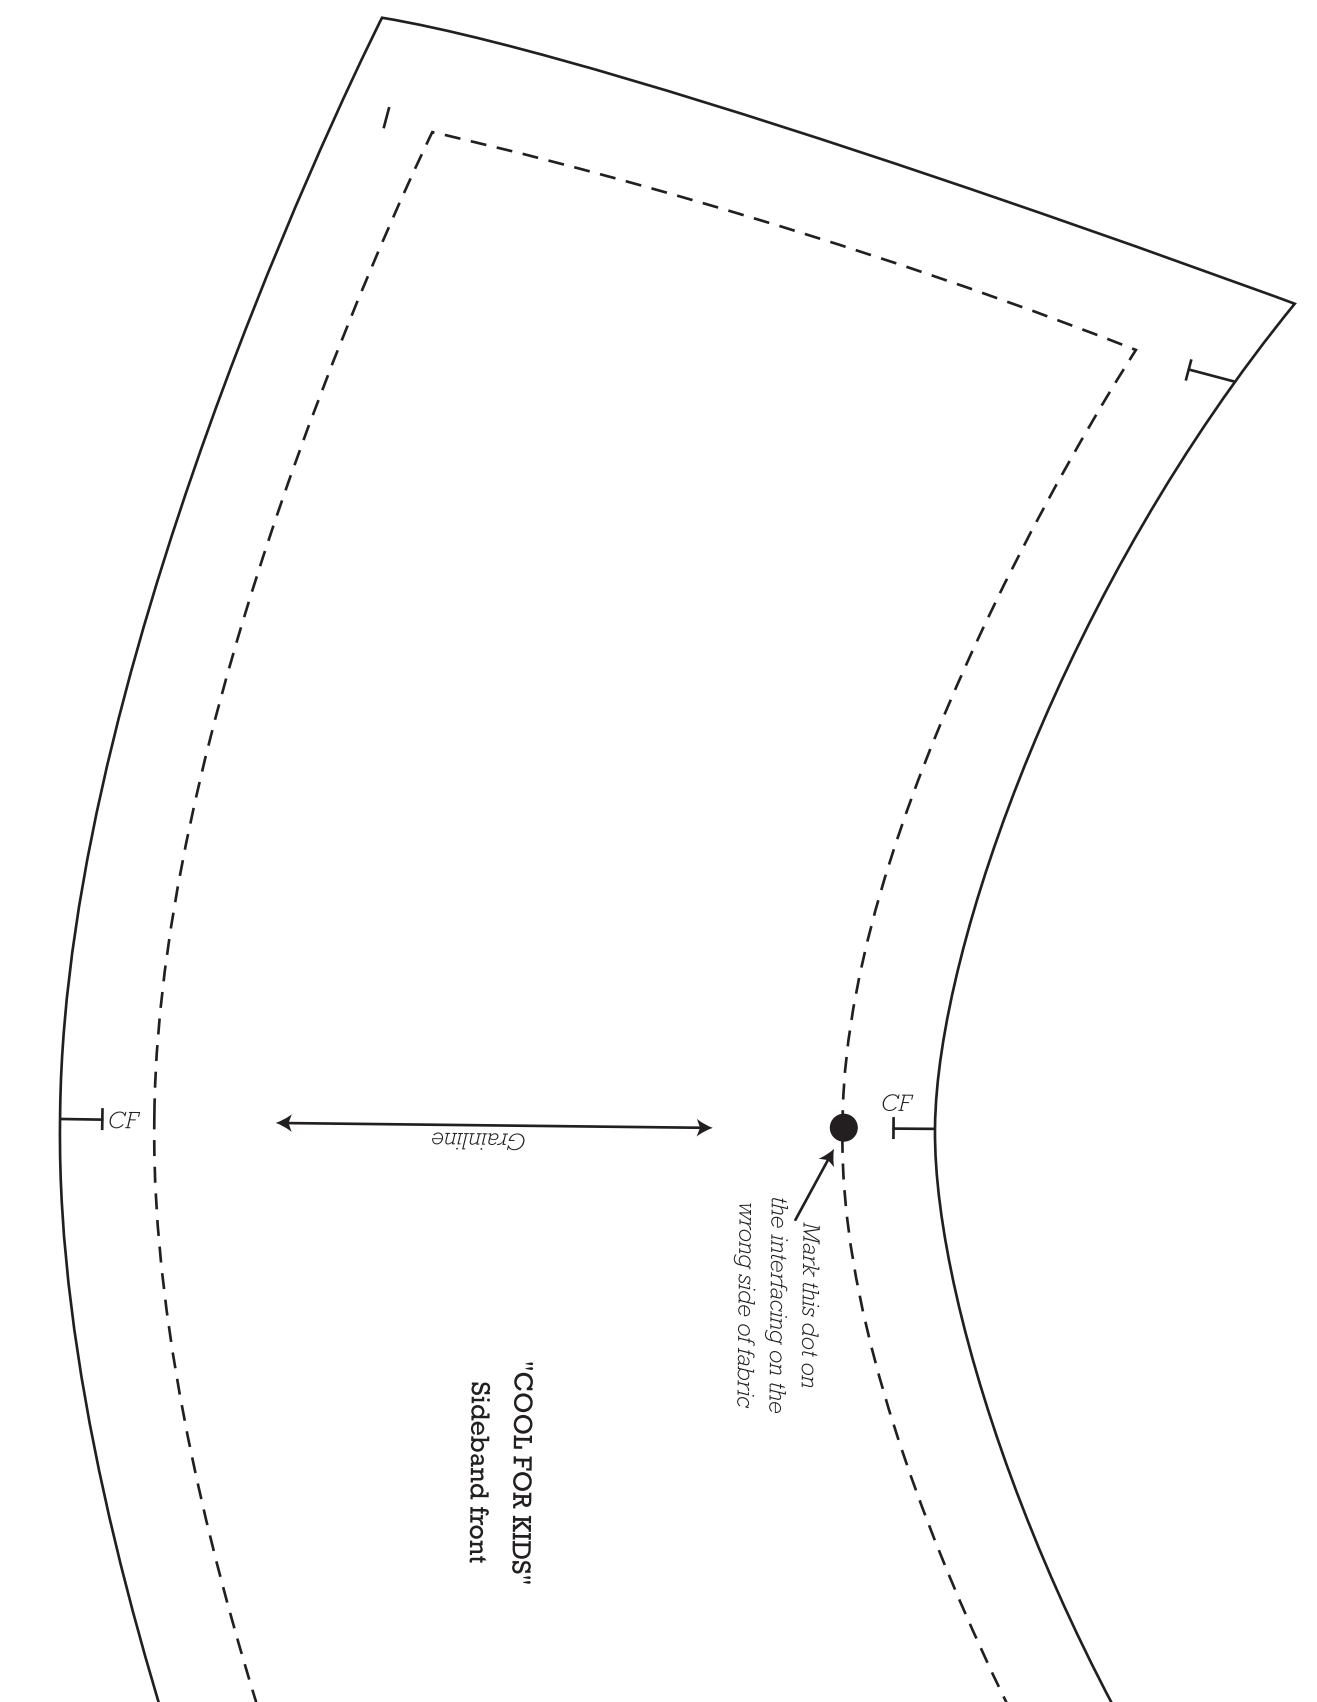 CF
CF
Grainline
Mark this dot on
the interfacing on the
wrong side of fabric
"COOL FOR KIDS"
Sideband front